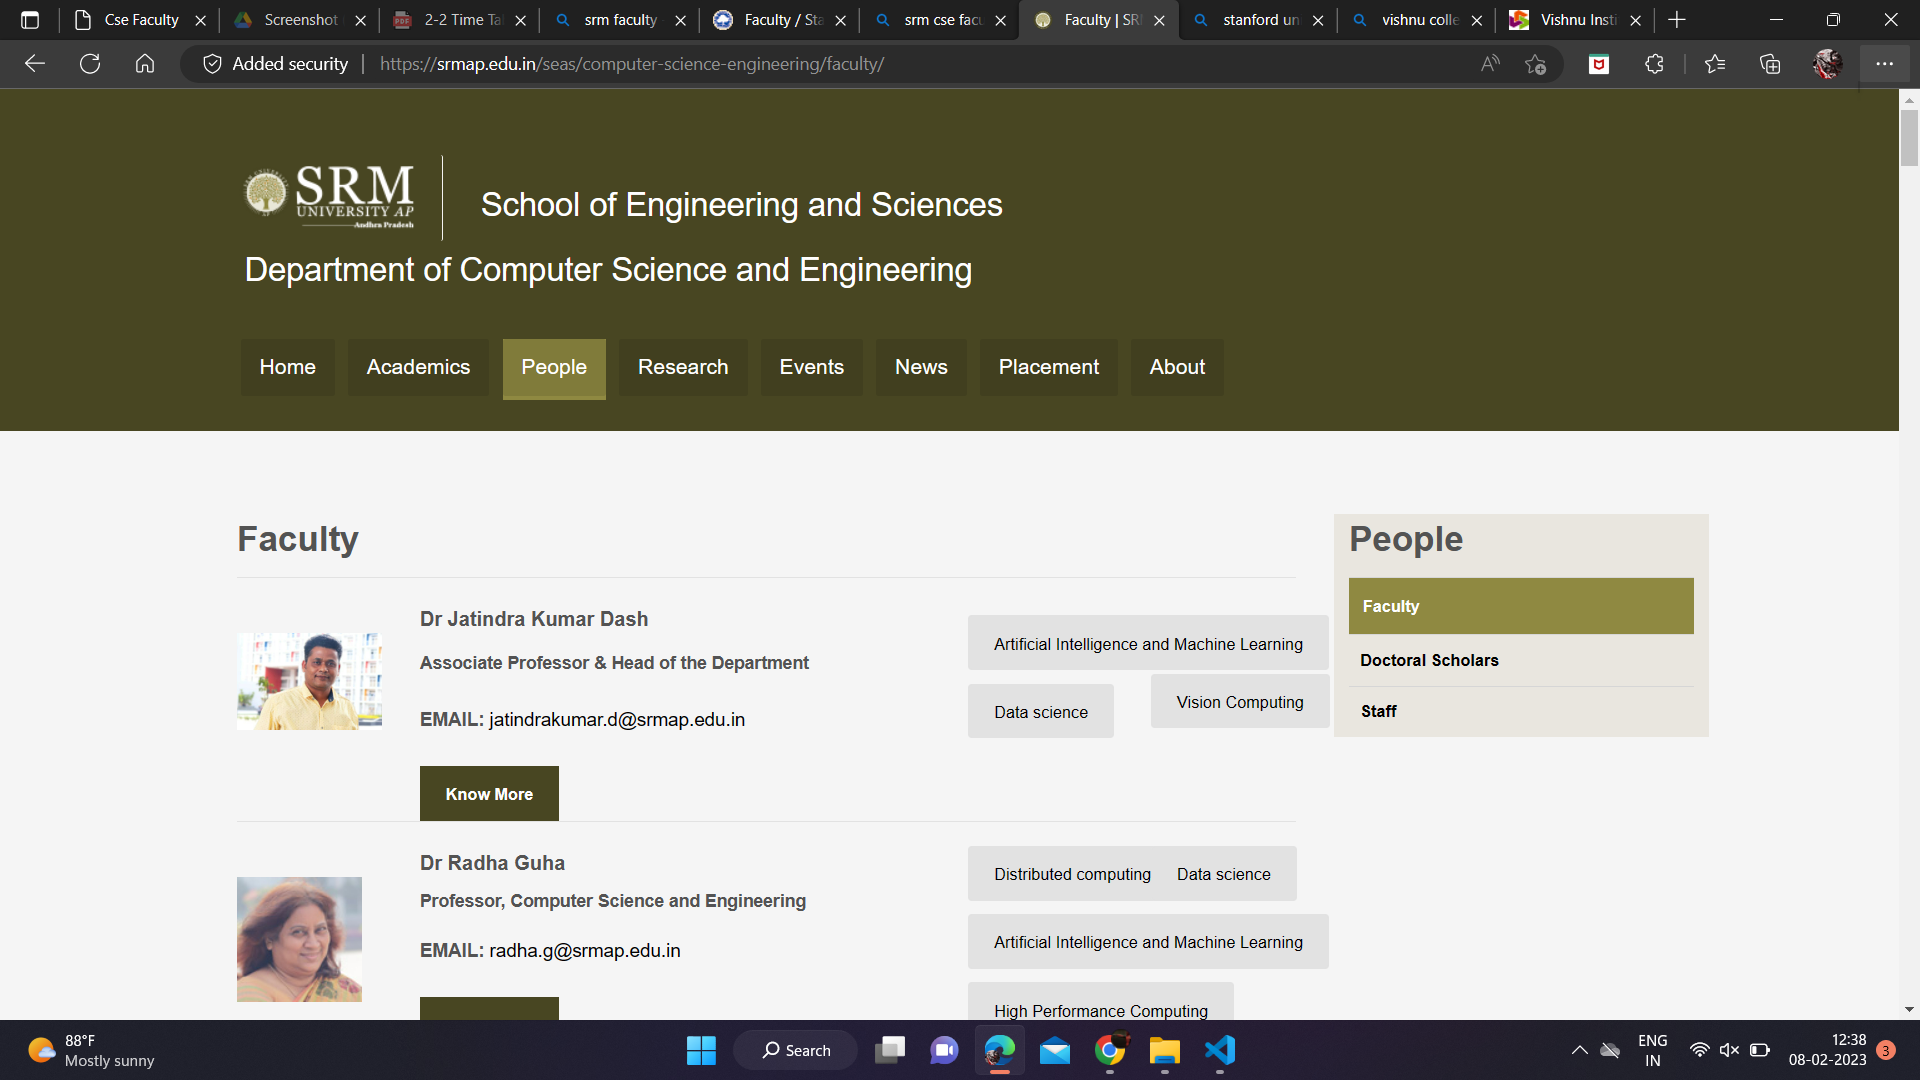 Cse Faculty
Screenshot
2-2 Time Ta
srm faculty
Faculty / Sta
srm cse facu
Faculty | SRI
stanford un
vishnu colle
Vishnu Insti
Added security
https://srmap.edu.in/seas/computer-science-engineering/faculty/
SRM
UNIVERSITY AP
Andhra Pradesh
School of Engineering and Sciences
Department of Computer Science and Engineering
Home
Academics
People
Research
Events
News
Placement
About
Faculty
Dr Jatindra Kumar Dash
Associate Professor & Head of the Department
EMAIL: jatindrakumar.d@srmap.edu.in
Know More
Artificial Intelligence and Machine Learning
Data science
Vision Computing
Dr Radha Guha
Professor, Computer Science and Engineering
EMAIL: radha.g@srmap.edu.in
Distributed computing
Data science
Artificial Intelligence and Machine Learning
High Performance Computing
People
Faculty
Doctoral Scholars
Staff
88°F
Mostly sunny
Search
ENG
IN
12:38
08-02-2023
3